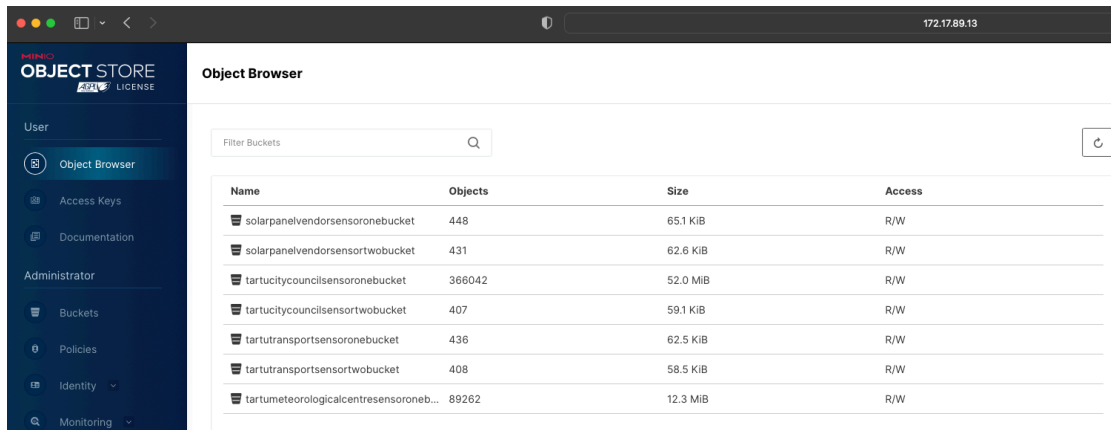 172.17.89.13
MINIO
OBJECT STORE
AGPLv3 LICENSE
Object Browser
User
Object Browser
Access Keys
Documentation
Administrator
Buckets
Policies
Identity
Monitoring
Filter Buckets
Name Objects Size Access
solarpanelvendorsensoronebucket 448 65.1 KiB R/W
solarpanelvendorsensortwobucket 431 62.6 KiB R/W
tartucitycouncilsensoronebucket 366042 52.0 MiB R/W
tartucitycouncilsensortwobucket 407 59.1 KiB R/W
tartutransportsensoronebucket 436 62.5 KiB R/W
tartutransportsensortwobucket 408 58.5 KiB R/W
tartumeteorologicalcentresensoroneb... 89262 12.3 MiB R/W